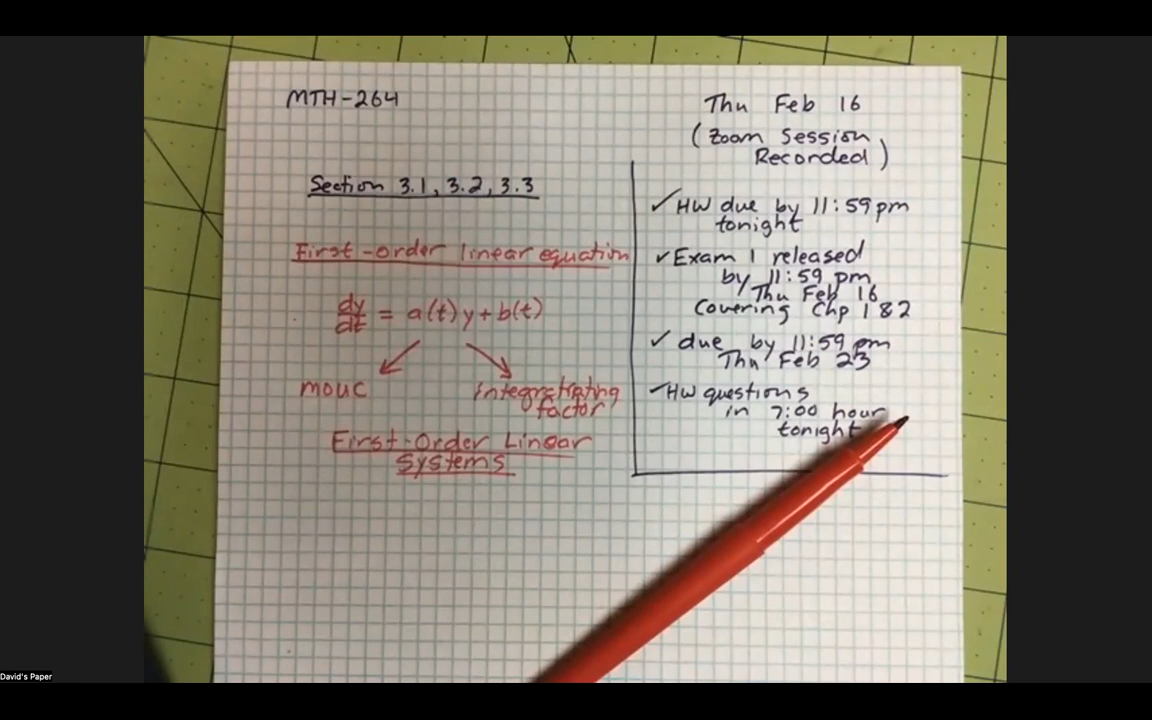 MTH-264
Thu Feb 16
(Zoom Session
Recorded)
Section 3.1, 3.2, 3.3
First-order linear equation
dy/dt = a(t)y+b(t)
mouc
integratrating
factor
First-Order Linear
Systems
✓HW due by 11:59pm
tonight
✓Exam 1 released
by 11:59 pm
Thu Feb 16
Covering Chp 1&2
✓ due by 11:59 pm
Thu Feb 23
✓HW questions
in 7:00 hour
tonight
David's Paper